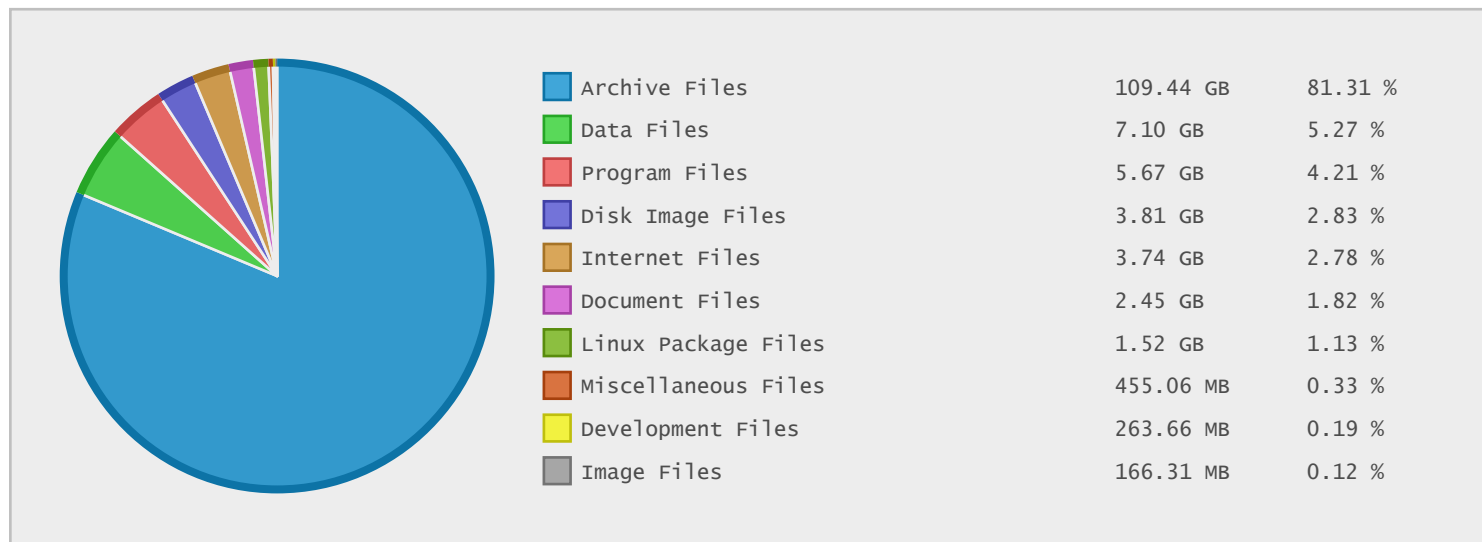 Archive Files 109.44 GB 81.31 %
Data Files 7.10 GB 5.27 %
Program Files 5.67 GB 4.21 %
Disk Image Files 3.81 GB 2.83 %
Internet Files 3.74 GB 2.78 %
Document Files 2.45 GB 1.82 %
Linux Package Files 1.52 GB 1.13 %
Miscellaneous Files 455.06 MB 0.33 %
Development Files 263.66 MB 0.19 %
Image Files 166.31 MB 0.12 %